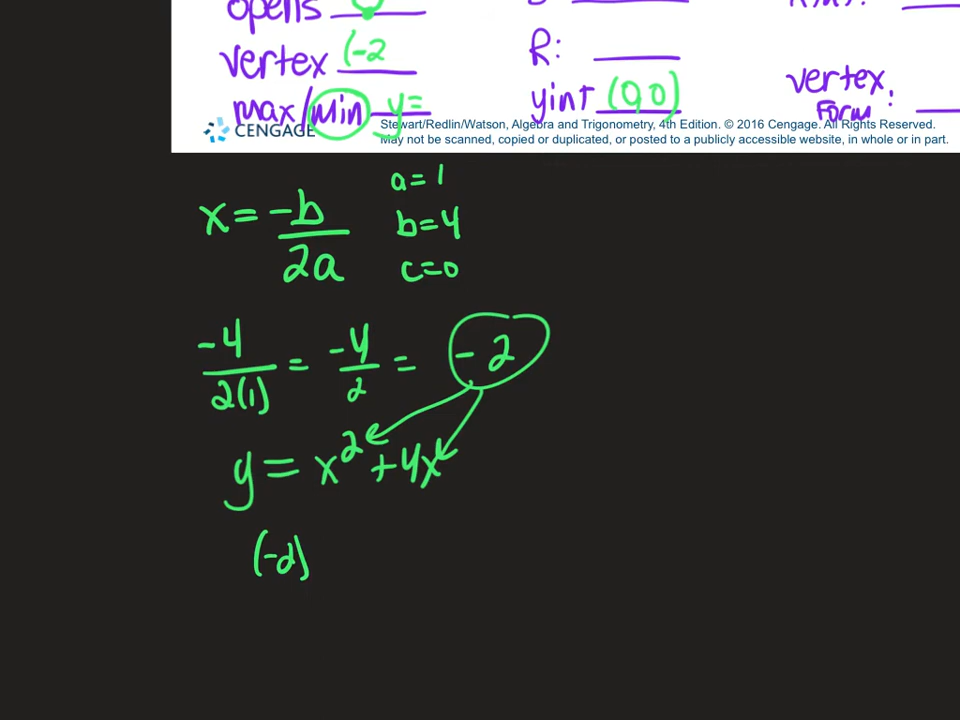 opens
vertex (-2
R:
max/Min y=
yint (0,0)
vertex Form:
CENGAGE
Stewart/Redlin/Watson, Algebra and Trigonometry, 4th Edition. © 2016 Cengage. All Rights Reserved.
May not be scanned, copied or duplicated, or posted to a publicly accessible website, in whole or in part.
x = -b/2a
a = 1
b = 4
c = 0
-4/2(1) = -4/2 = -2
y = x² + 4x
(-2)